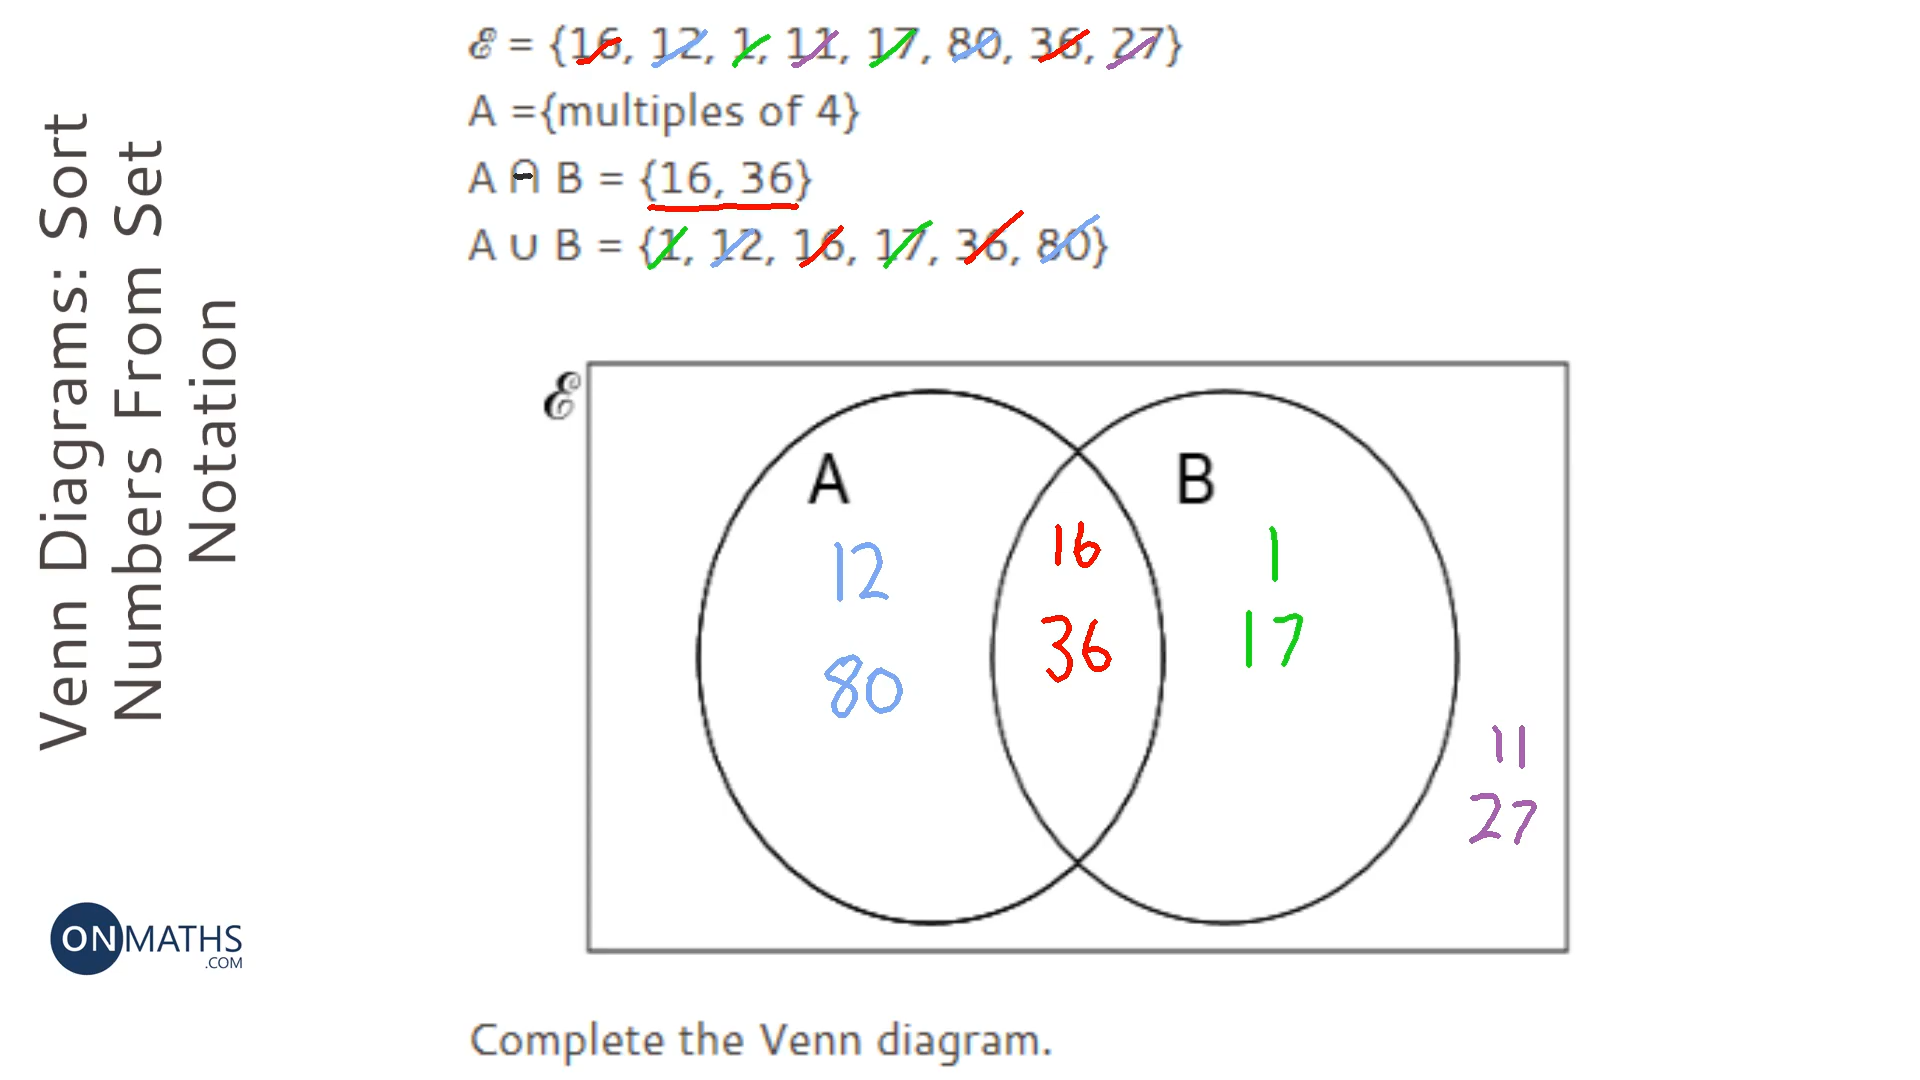 Venn Diagrams: Sort
Numbers From Set
Notation
ℰ = {16, 12, 1, 11, 17, 80, 36, 27}
A ={multiples of 4}
A ∩ B = {16, 36}
A ∪ B = {1, 12, 16, 17, 36, 80}
ℰ
A
B
12
80
16
36
1
17
11
27
ONMATHS
.COM
Complete the Venn diagram.